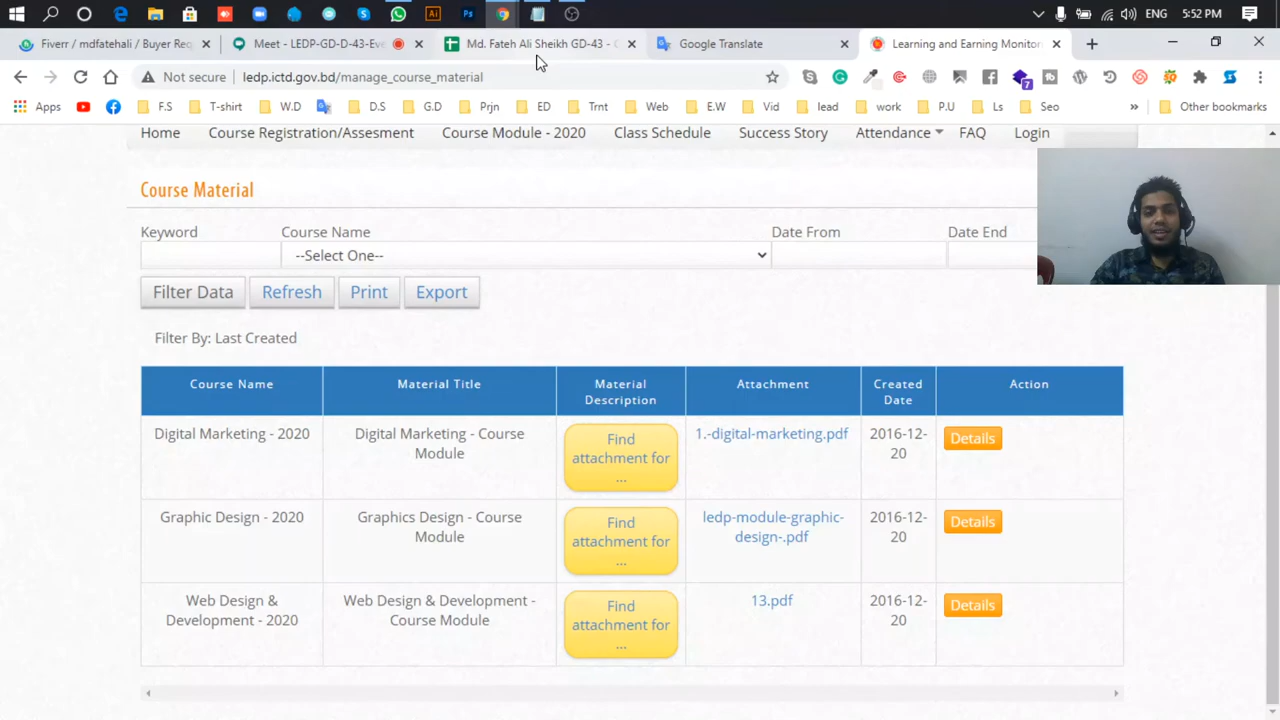 ENG 5:52 PM
Fiverr / mdfatehali / Buyer Req
Meet - LEDP-GD-D-43-Eve
Md. Fateh Ali Sheikh GD-43 - C
Google Translate
Learning and Earning Monitor
Not secure ledp.ictd.gov.bd/manage_course_material
Apps F.S T-shirt W.D D.S G.D Prjn ED Trnt Web E.W Vid lead work P.U Ls Seo Other bookmarks
Home Course Registration/Assesment Course Module - 2020 Class Schedule Success Story Attendance FAQ Login
Course Material
Keyword Course Name Date From Date End
--Select One--
Filter Data Refresh Print Export
Filter By: Last Created
Course Name Material Title Material Description Attachment Created Date Action
Digital Marketing - 2020 Digital Marketing - Course Module Find attachment for ... 1.-digital-marketing.pdf 2016-12-20 Details
Graphic Design - 2020 Graphics Design - Course Module Find attachment for ... ledp-module-graphic-design-.pdf 2016-12-20 Details
Web Design & Development - 2020 Web Design & Development - Course Module Find attachment for ... 13.pdf 2016-12-20 Details